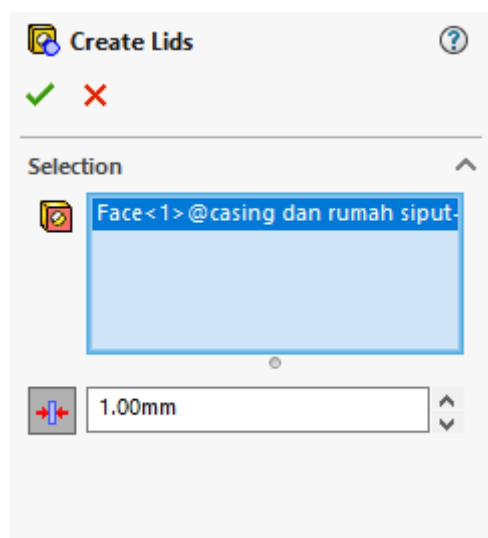 Create Lids
Selection
Face<1>@casing dan rumah siput-
1.00mm